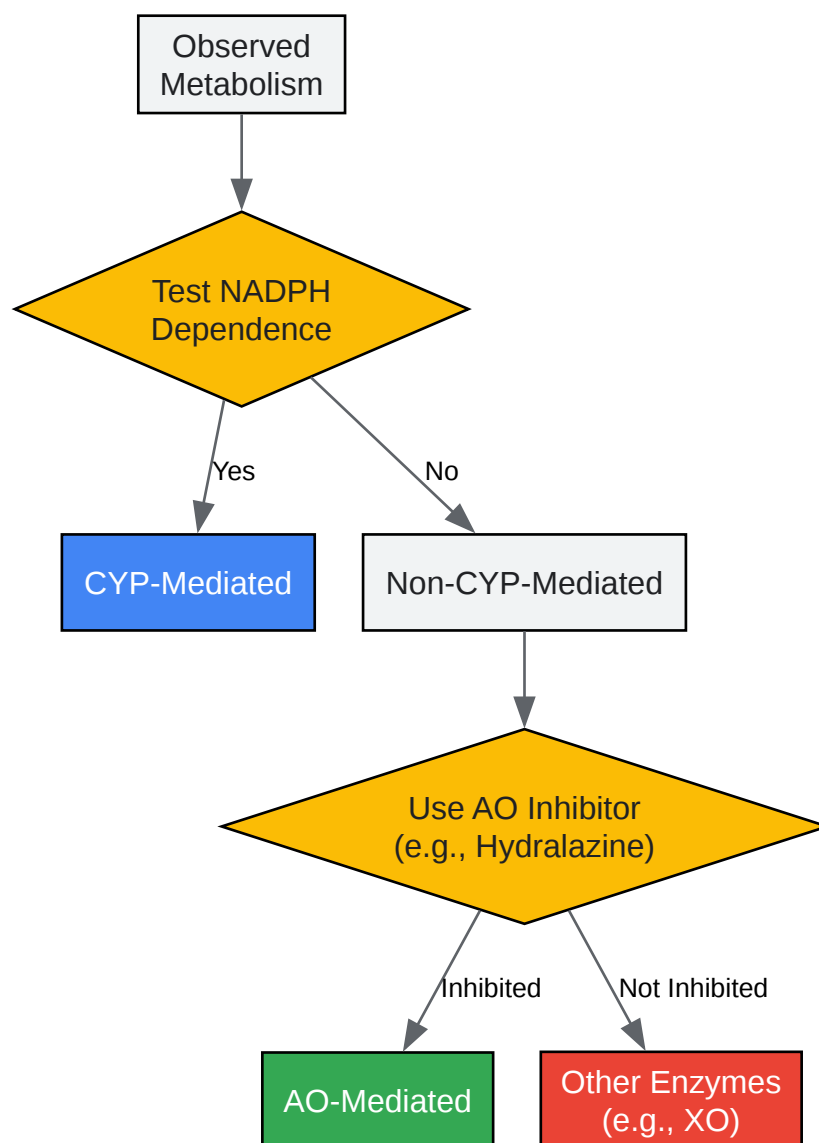 Observed
Metabolism
Test NADPH
Dependence
Yes
No
CYP-Mediated
Non-CYP-Mediated
Use AO Inhibitor
(e.g., Hydralazine)
Inhibited
Not Inhibited
AO-Mediated
Other Enzymes
(e.g., XO)